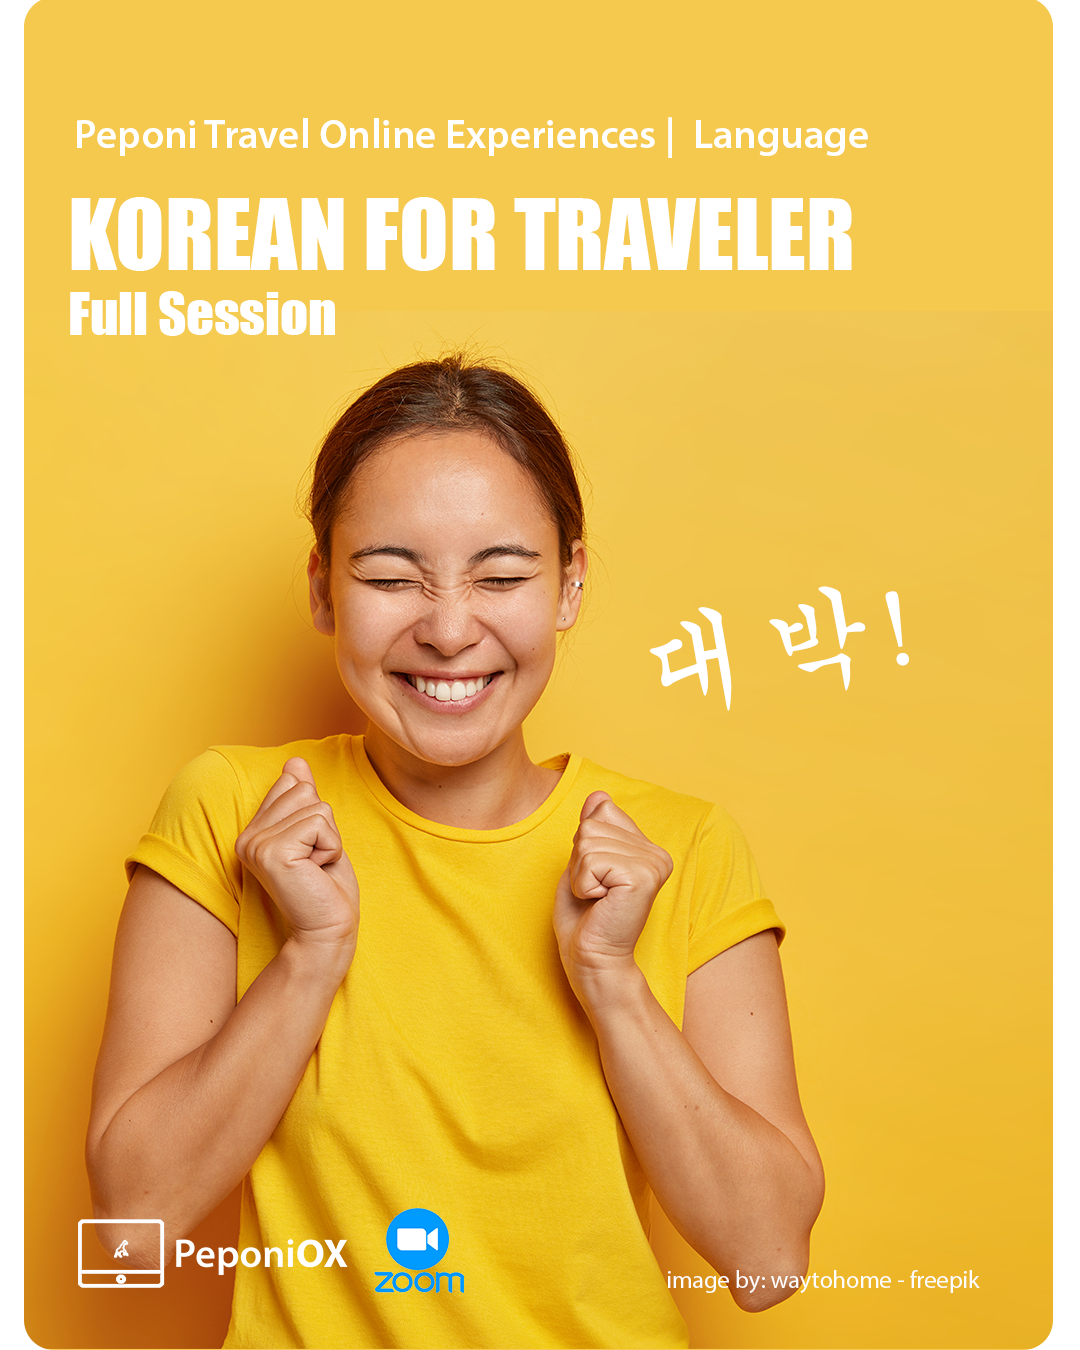 Peponi Travel Online Experiences | Language
KOREAN FOR TRAVELER
Full Session
대 박!
PeponiOX
zoom
image by: waytohome - freepik